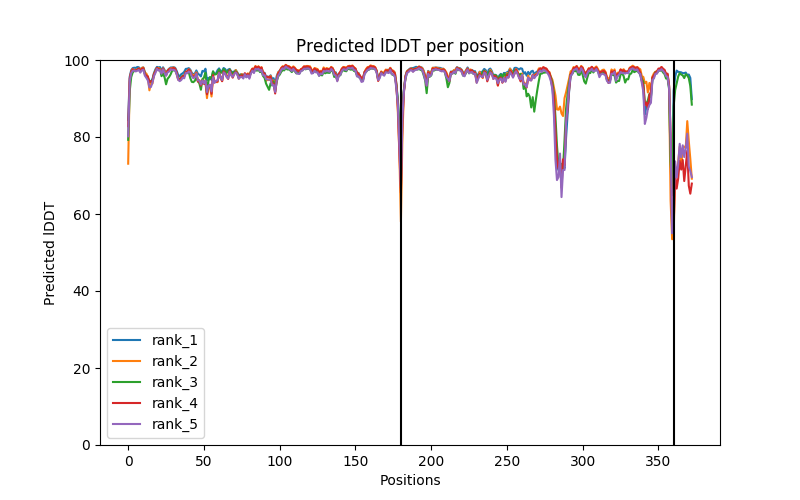 Predicted lDDT per position
100
80
60
40
20
0
Predicted lDDT
rank_1
rank_2
rank_3
rank_4
rank_5
0 50 100 150 200 250 300 350
Positions